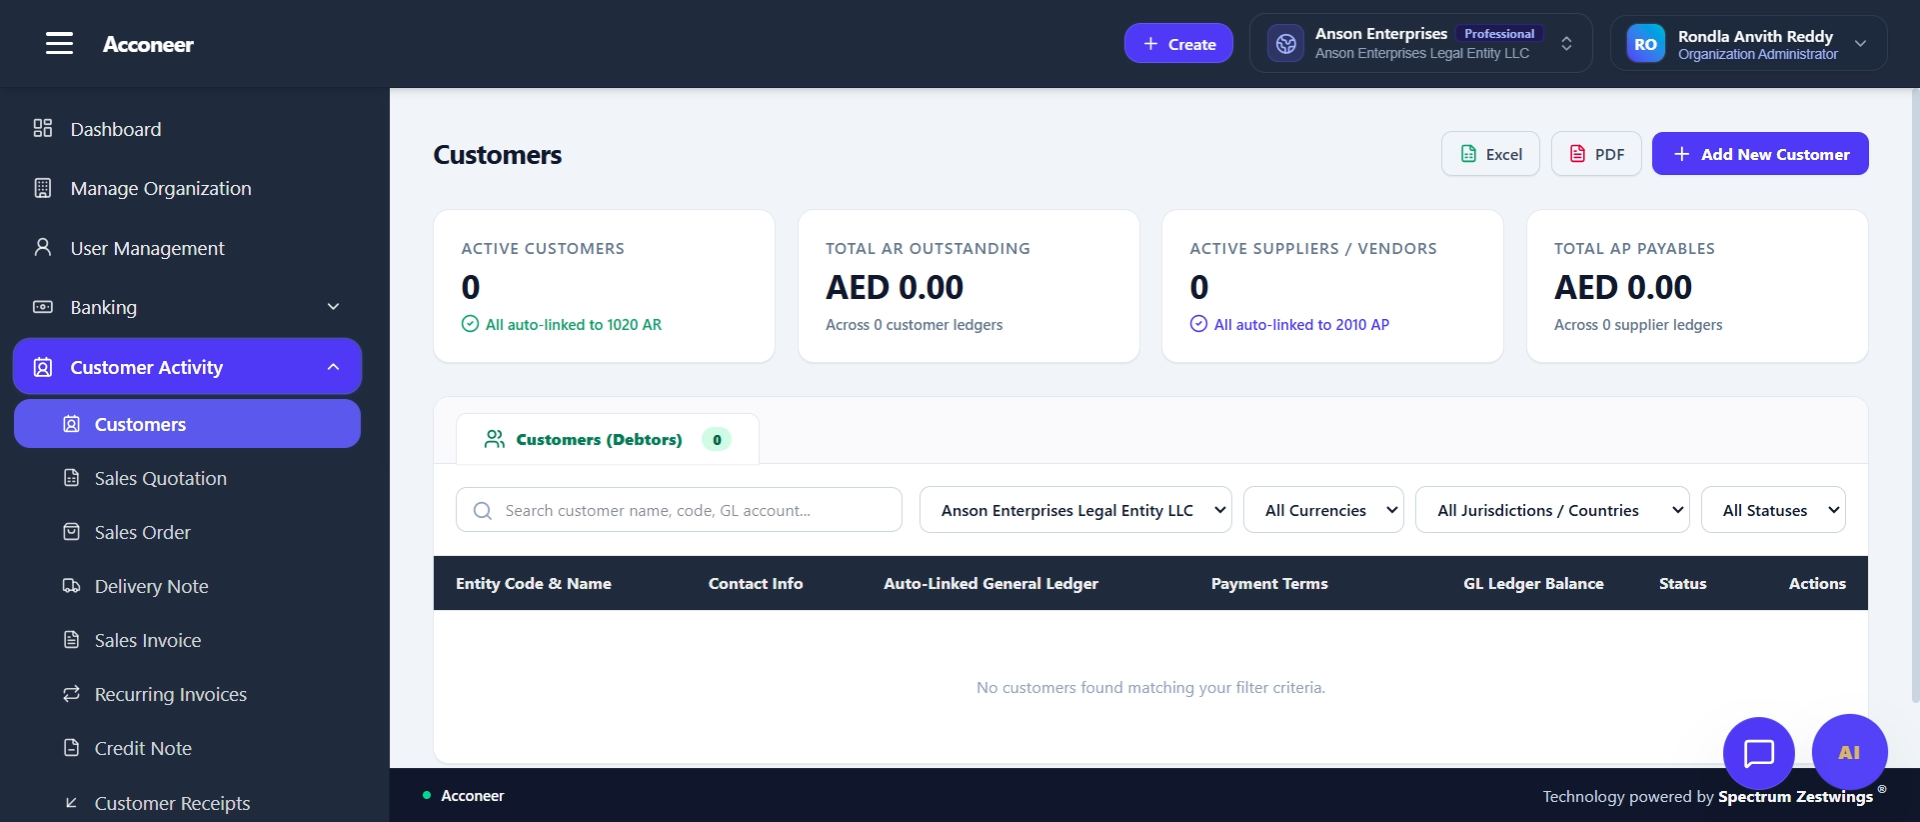 Acconeer
Create
Anson Enterprises Professional
Anson Enterprises Legal Entity LLC
RO
Rondla Anvith Reddy
Organization Administrator
Dashboard
Manage Organization
User Management
Banking
Customer Activity
Customers
Sales Quotation
Sales Order
Delivery Note
Sales Invoice
Recurring Invoices
Credit Note
Customer Receipts
Customers
Excel
PDF
Add New Customer
ACTIVE CUSTOMERS
0
All auto-linked to 1020 AR
TOTAL AR OUTSTANDING
AED 0.00
Across 0 customer ledgers
ACTIVE SUPPLIERS / VENDORS
0
All auto-linked to 2010 AP
TOTAL AP PAYABLES
AED 0.00
Across 0 supplier ledgers
Customers (Debtors) 0
Search customer name, code, GL account...
Anson Enterprises Legal Entity LLC
All Currencies
All Jurisdictions / Countries
All Statuses
Entity Code & Name Contact Info Auto-Linked General Ledger Payment Terms GL Ledger Balance Status Actions
No customers found matching your filter criteria.
AI
Acconeer
Technology powered by Spectrum Zestwings ®